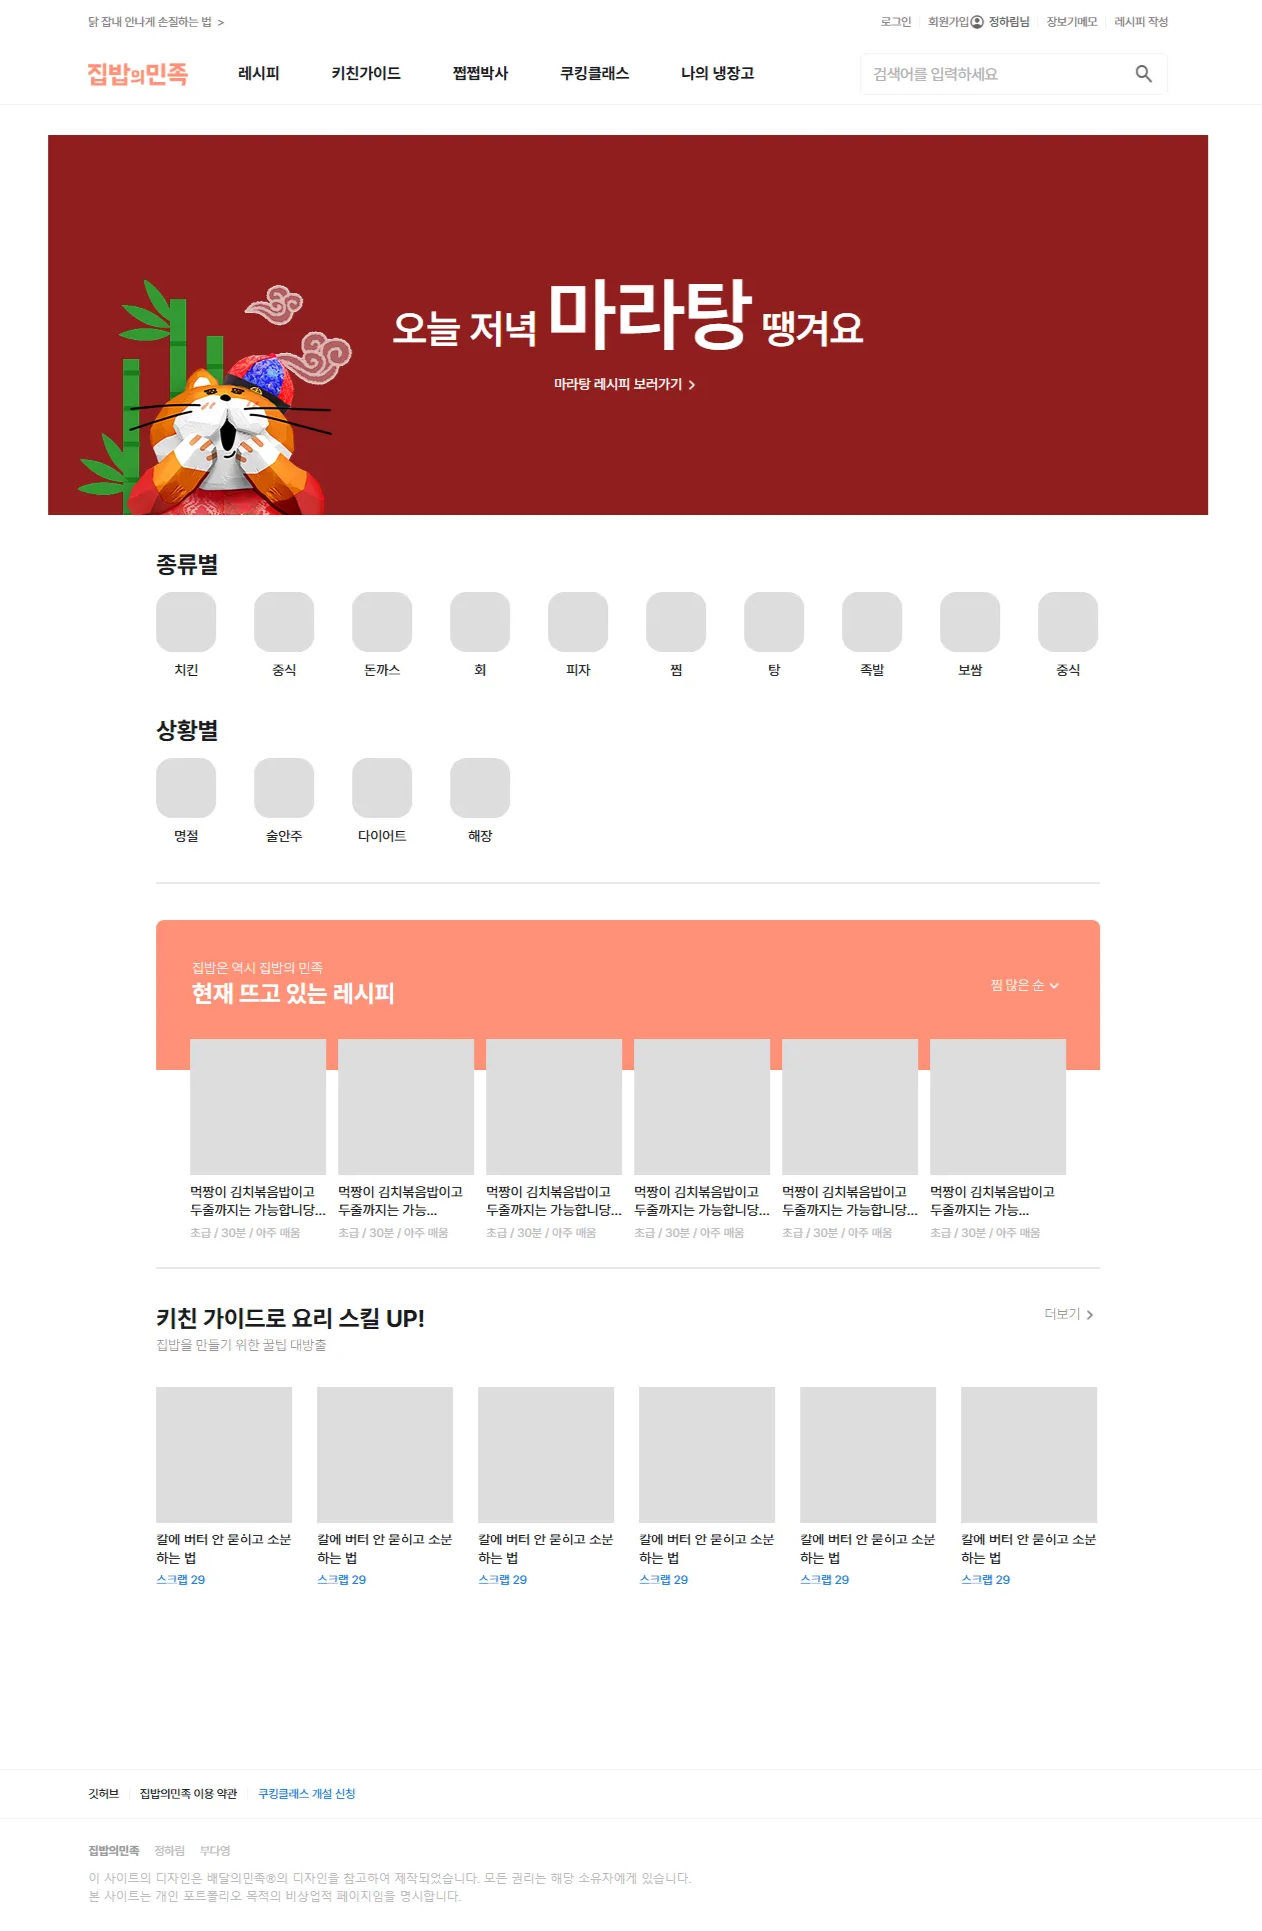 닭 잡내 안나게 손질하는 법 >
로그인 회원가입 정하림님 장보기메모 레시피 작성
집밥의민족 레시피 키친가이드 쩝쩝박사 쿠킹클래스 나의 냉장고 검색어를 입력하세요
오늘 저녁 마라탕 땡겨요
마라탕 레시피 보러가기 >
종류별
치킨 중식 돈까스 회 피자 찜 탕 족발 보쌈 중식
상황별
명절 술안주 다이어트 해장
집밥은 역시 집밥의 민족
현재 뜨고 있는 레시피
찜 많은 순
먹짱이 김치볶음밥이고 먹짱이 김치볶음밥이고 먹짱이 김치볶음밥이고 먹짱이 김치볶음밥이고 먹짱이 김치볶음밥이고 먹짱이 김치볶음밥이고
두줄까지는 가능합니당... 두줄까지는 가능... 두줄까지는 가능합니당... 두줄까지는 가능합니당... 두줄까지는 가능합니당... 두줄까지는 가능...
초급 / 30분 / 아주 매움 초급 / 30분 / 아주 매움 초급 / 30분 / 아주 매움 초급 / 30분 / 아주 매움 초급 / 30분 / 아주 매움 초급 / 30분 / 아주 매움
키친 가이드로 요리 스킬 UP!
더보기 >
집밥을 만들기 위한 꿀팁 대방출
칼에 버터 안 묻히고 소분 칼에 버터 안 묻히고 소분 칼에 버터 안 묻히고 소분 칼에 버터 안 묻히고 소분 칼에 버터 안 묻히고 소분 칼에 버터 안 묻히고 소분
하는 법 하는 법 하는 법 하는 법 하는 법 하는 법
스크랩 29 스크랩 29 스크랩 29 스크랩 29 스크랩 29 스크랩 29
깃허브 집밥의민족 이용 약관 쿠킹클래스 개설 신청
집밥의민족 정하림 부다영
이 사이트의 디자인은 배달의민족®의 디자인을 참고하여 제작되었습니다. 모든 권리는 해당 소유자에게 있습니다.
본 사이트는 개인 포트폴리오 목적의 비상업적 페이지임을 명시합니다.